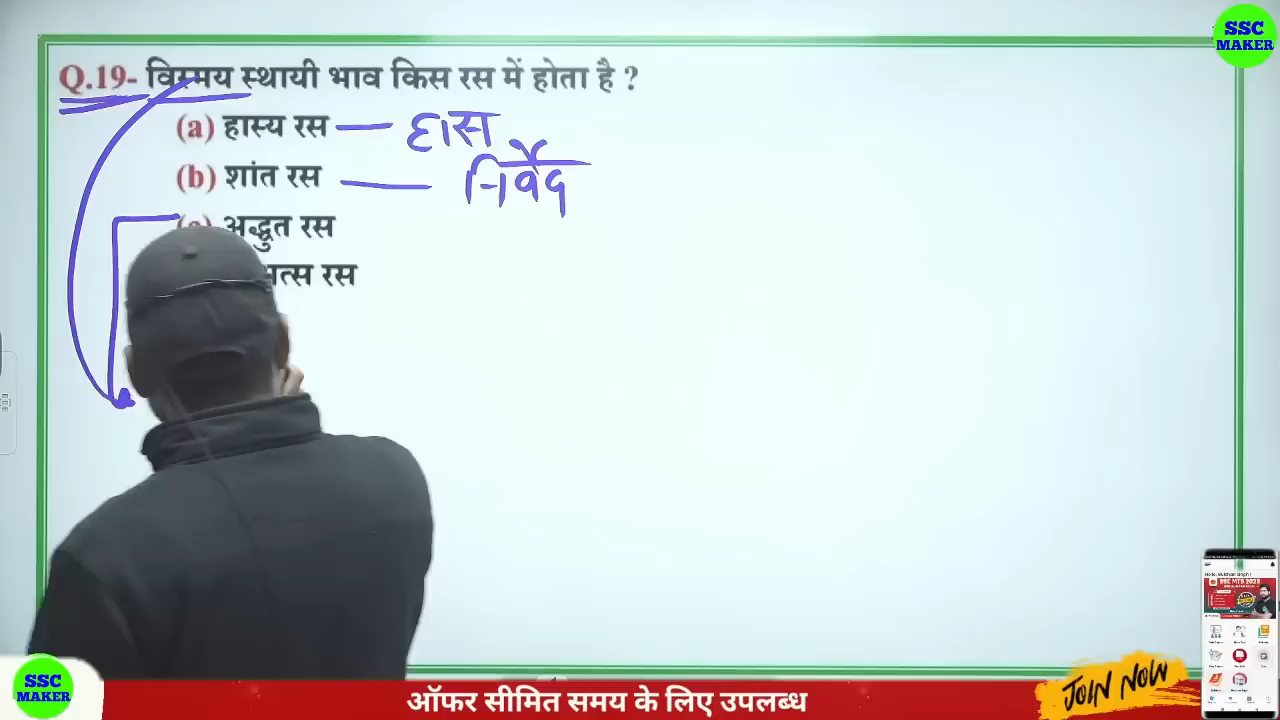 SSC
MAKER
Q.19- विस्मय स्थायी भाव किस रस में होता है ?
(a) हास्य रस — हास
(b) शांत रस — निर्वेद
अद्भुत रस
रस
SSC
MAKER
ऑफर सीमित समय के लिए उपलब्ध
JOIN NOW